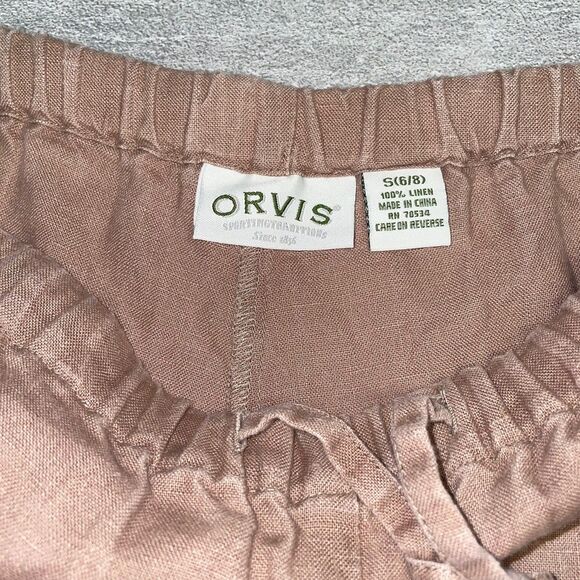 ORVIS®
SPORTING TRADITIONS
Since 1856
S(6/8)
100% LINEN
MADE IN CHINA
RN 70534
CARE ON REVERSE